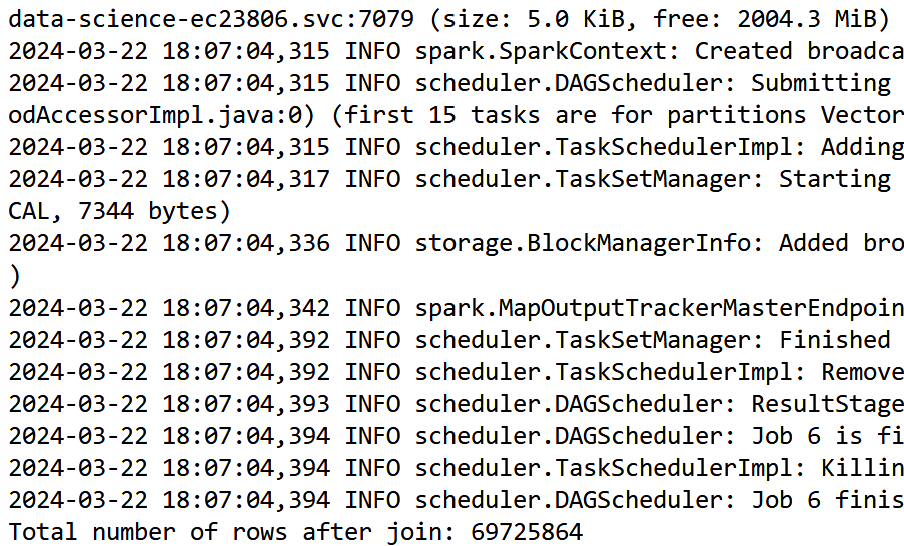 data-science-ec23806.svc:7079 (size: 5.0 KiB, free: 2004.3 MiB)
2024-03-22 18:07:04,315 INFO spark.SparkContext: Created broadca
2024-03-22 18:07:04,315 INFO scheduler.DAGScheduler: Submitting
odAccessorImpl.java:0) (first 15 tasks are for partitions Vector
2024-03-22 18:07:04,315 INFO scheduler.TaskSchedulerImpl: Adding
2024-03-22 18:07:04,317 INFO scheduler.TaskSetManager: Starting
CAL, 7344 bytes)
2024-03-22 18:07:04,336 INFO storage.BlockManagerInfo: Added bro
)
2024-03-22 18:07:04,342 INFO spark.MapOutputTrackerMasterEndpoin
2024-03-22 18:07:04,392 INFO scheduler.TaskSetManager: Finished
2024-03-22 18:07:04,392 INFO scheduler.TaskSchedulerImpl: Remove
2024-03-22 18:07:04,393 INFO scheduler.DAGScheduler: ResultStage
2024-03-22 18:07:04,394 INFO scheduler.DAGScheduler: Job 6 is fi
2024-03-22 18:07:04,394 INFO scheduler.TaskSchedulerImpl: Killin
2024-03-22 18:07:04,394 INFO scheduler.DAGScheduler: Job 6 finis
Total number of rows after join: 69725864